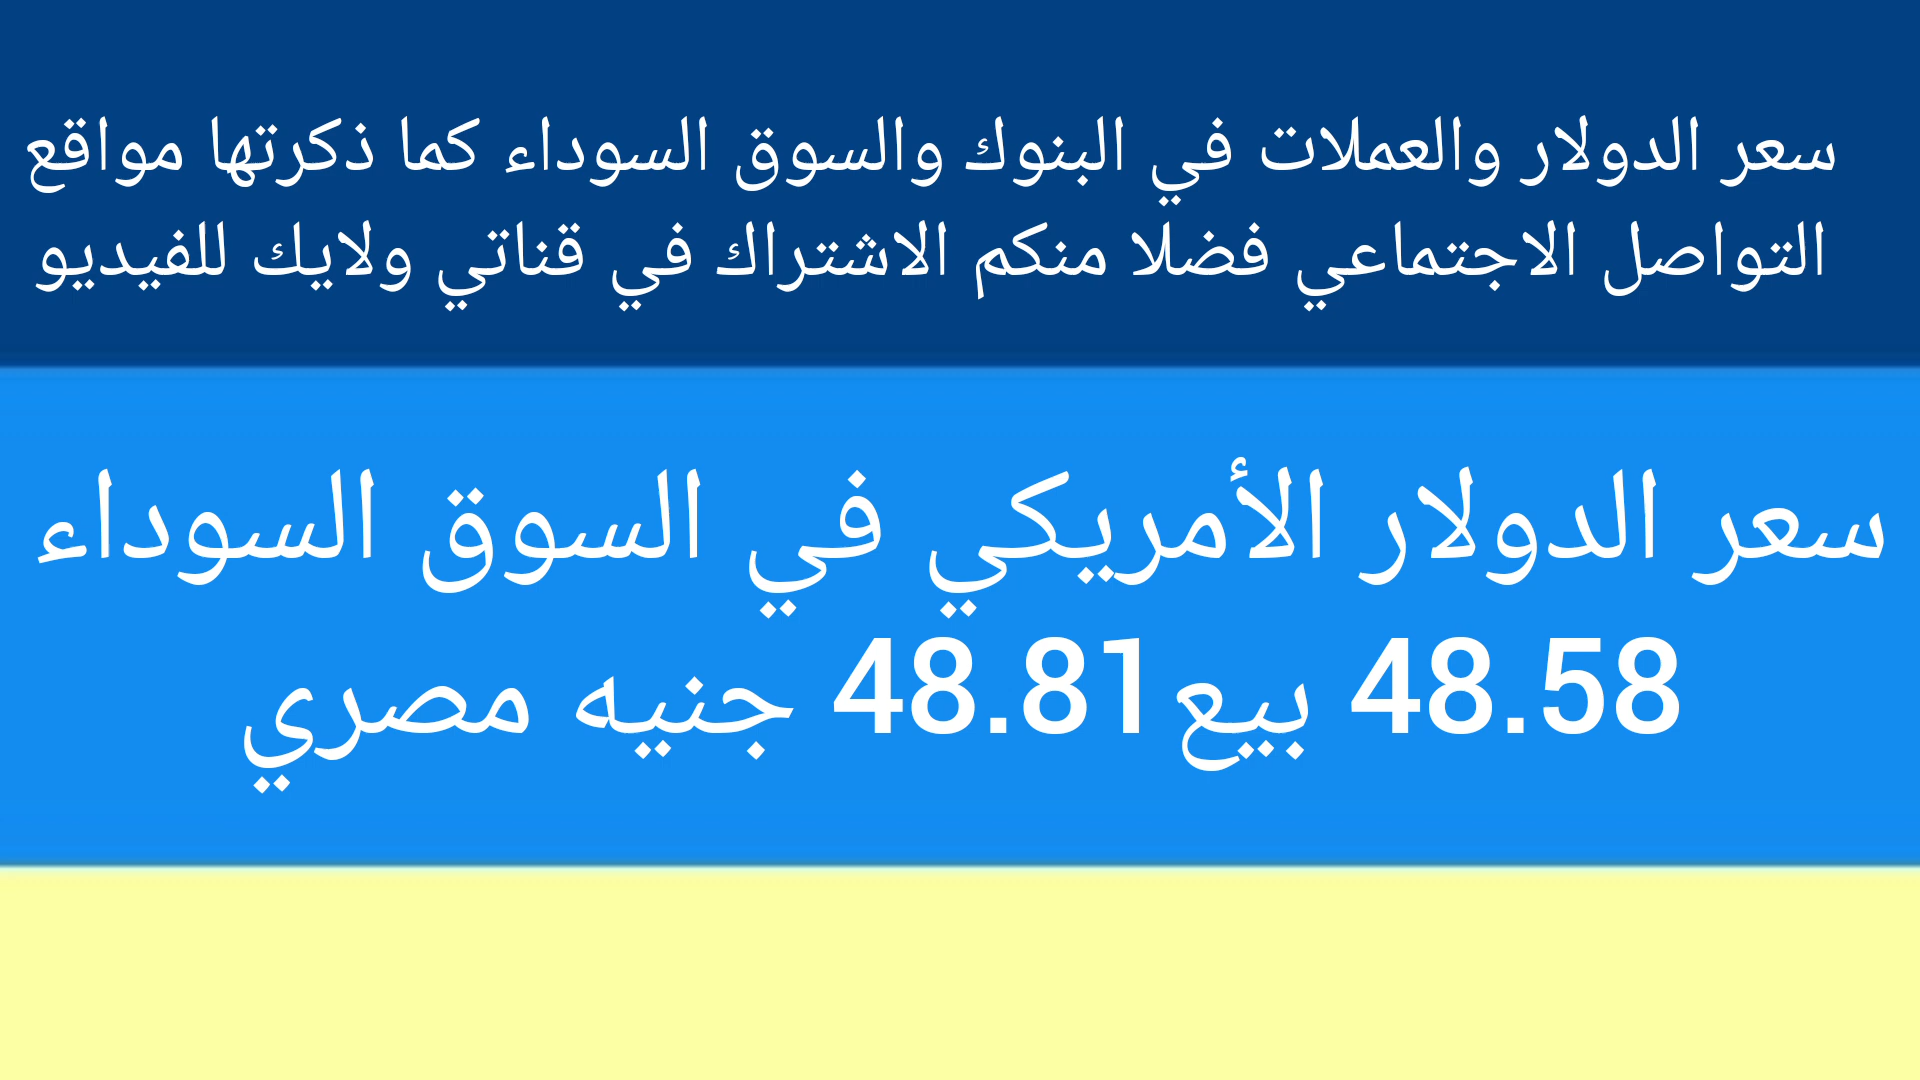 سعر الدولار والعملات في البنوك والسوق السوداء كما ذكرتها مواقع
التواصل الاجتماعي فضلا منكم الاشتراك في قناتي ولايك للفيديو
سعر الدولار الأمريكي في السوق السوداء
48.58 بيع48.81 جنيه مصري